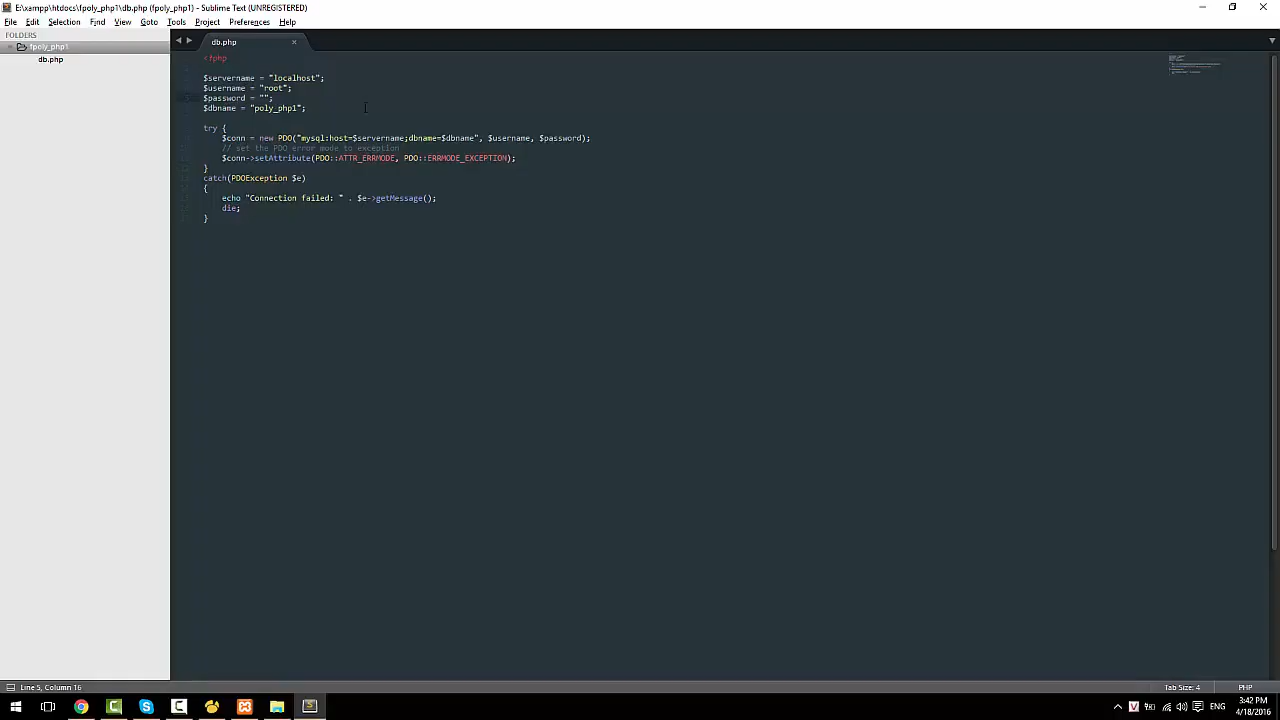 E:\xampp\htdocs\fpoly_php1\db.php (fpoly_php1) - Sublime Text (UNREGISTERED)
File Edit Selection Find View Goto Tools Project Preferences Help
FOLDERS
fpoly_php1
db.php
db.php
<?php
$servername = "localhost";
$username = "root";
$password = "";
$dbname = "poly_php1";
try {
$conn = new PDO("mysql:host=$servername;dbname=$dbname", $username, $password);
// set the PDO error mode to exception
$conn->setAttribute(PDO::ATTR_ERRMODE, PDO::ERRMODE_EXCEPTION);
}
catch(PDOException $e)
{
echo "Connection failed: " . $e->getMessage();
die;
}
Line 5, Column 16
Tab Size: 4
PHP
ENG
3:42 PM
4/18/2016